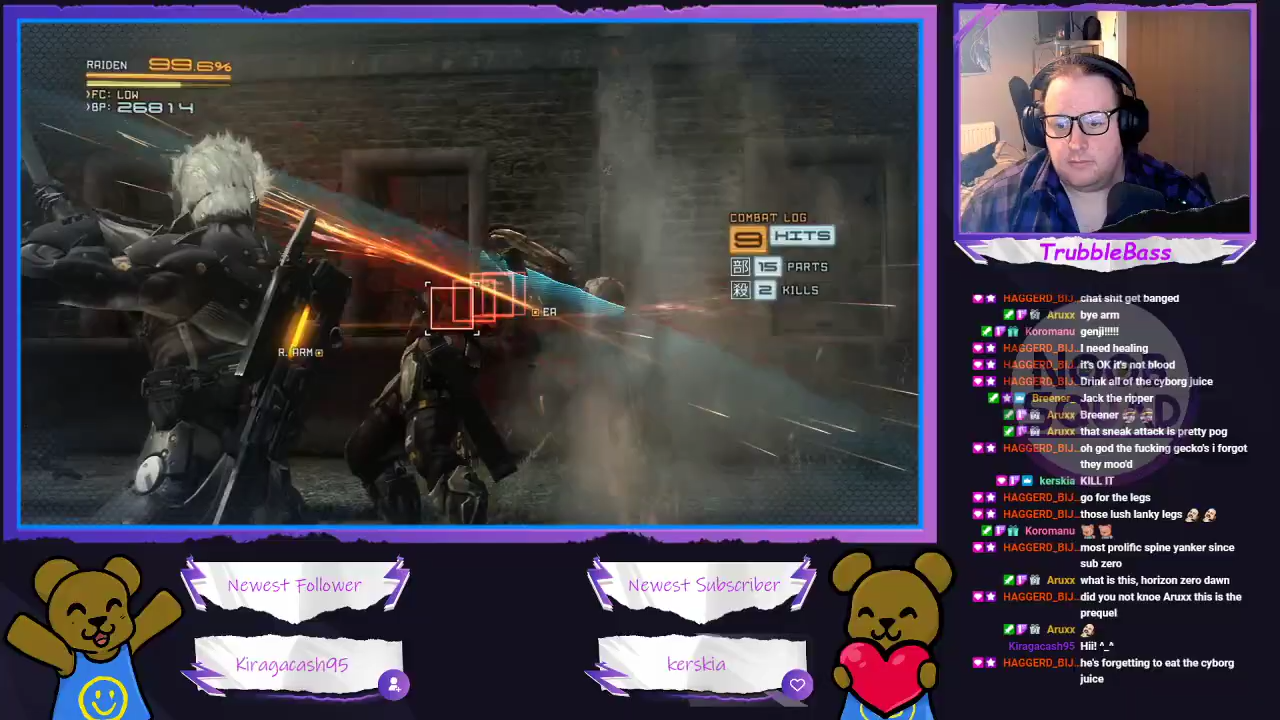 RAIDEN 99.6%
›FC: LOW
›BP: 26814
COMBAT LOG
9 HITS
部 15 PARTS
殺 2 KILLS
R.ARM
EA
TrubbleBass
HAGGERD_BIJ... chat shit get banged
Aruxx bye arm
Koromanu genji!!!!!
HAGGERD_BIJ... I need healing
HAGGERD_BIJ... it's OK it's not blood
HAGGERD_BIJ... Drink all of the cyborg juice
Breener_ Jack the ripper
Aruxx Breener
Aruxx that sneak attack is pretty pog
HAGGERD_BIJ... oh god the fucking gecko's i forgot
they moo'd
kerskia KILL IT
HAGGERD_BIJ... go for the legs
HAGGERD_BIJ... those lush lanky legs
Koromanu
HAGGERD_BIJ... most prolific spine yanker since
sub zero
Aruxx what is this, horizon zero dawn
HAGGERD_BIJ... did you not knoe Aruxx this is the
prequel
Aruxx
Kiragacash95 Hii! ^_^
HAGGERD_BIJ... he's forgetting to eat the cyborg
juice
Newest Follower
Kiragacash95
Newest Subscriber
kerskia